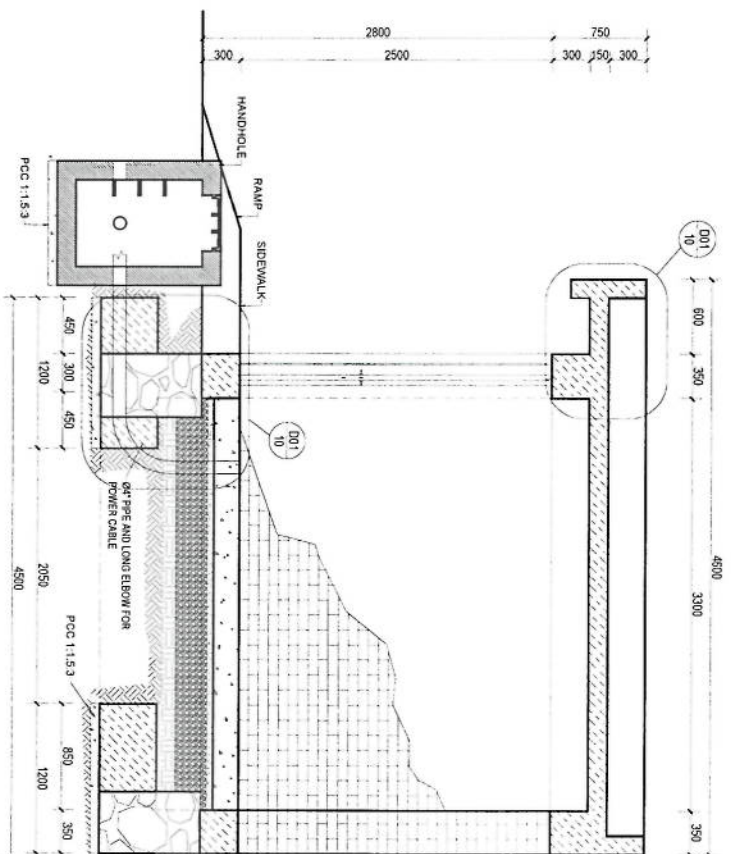 2800
750
300
2500
300
150
300
HANDHOLE
RAMP
SIDEWALK
PCC 1:1.5:3
D01
10
D01
10
600
350
3300
350
4600
450
300
450
1200
Ø4" PIPE AND LONG ELBOW FOR
POWER CABLE
2050
4500
PCC 1:1.5:3
850
350
1200